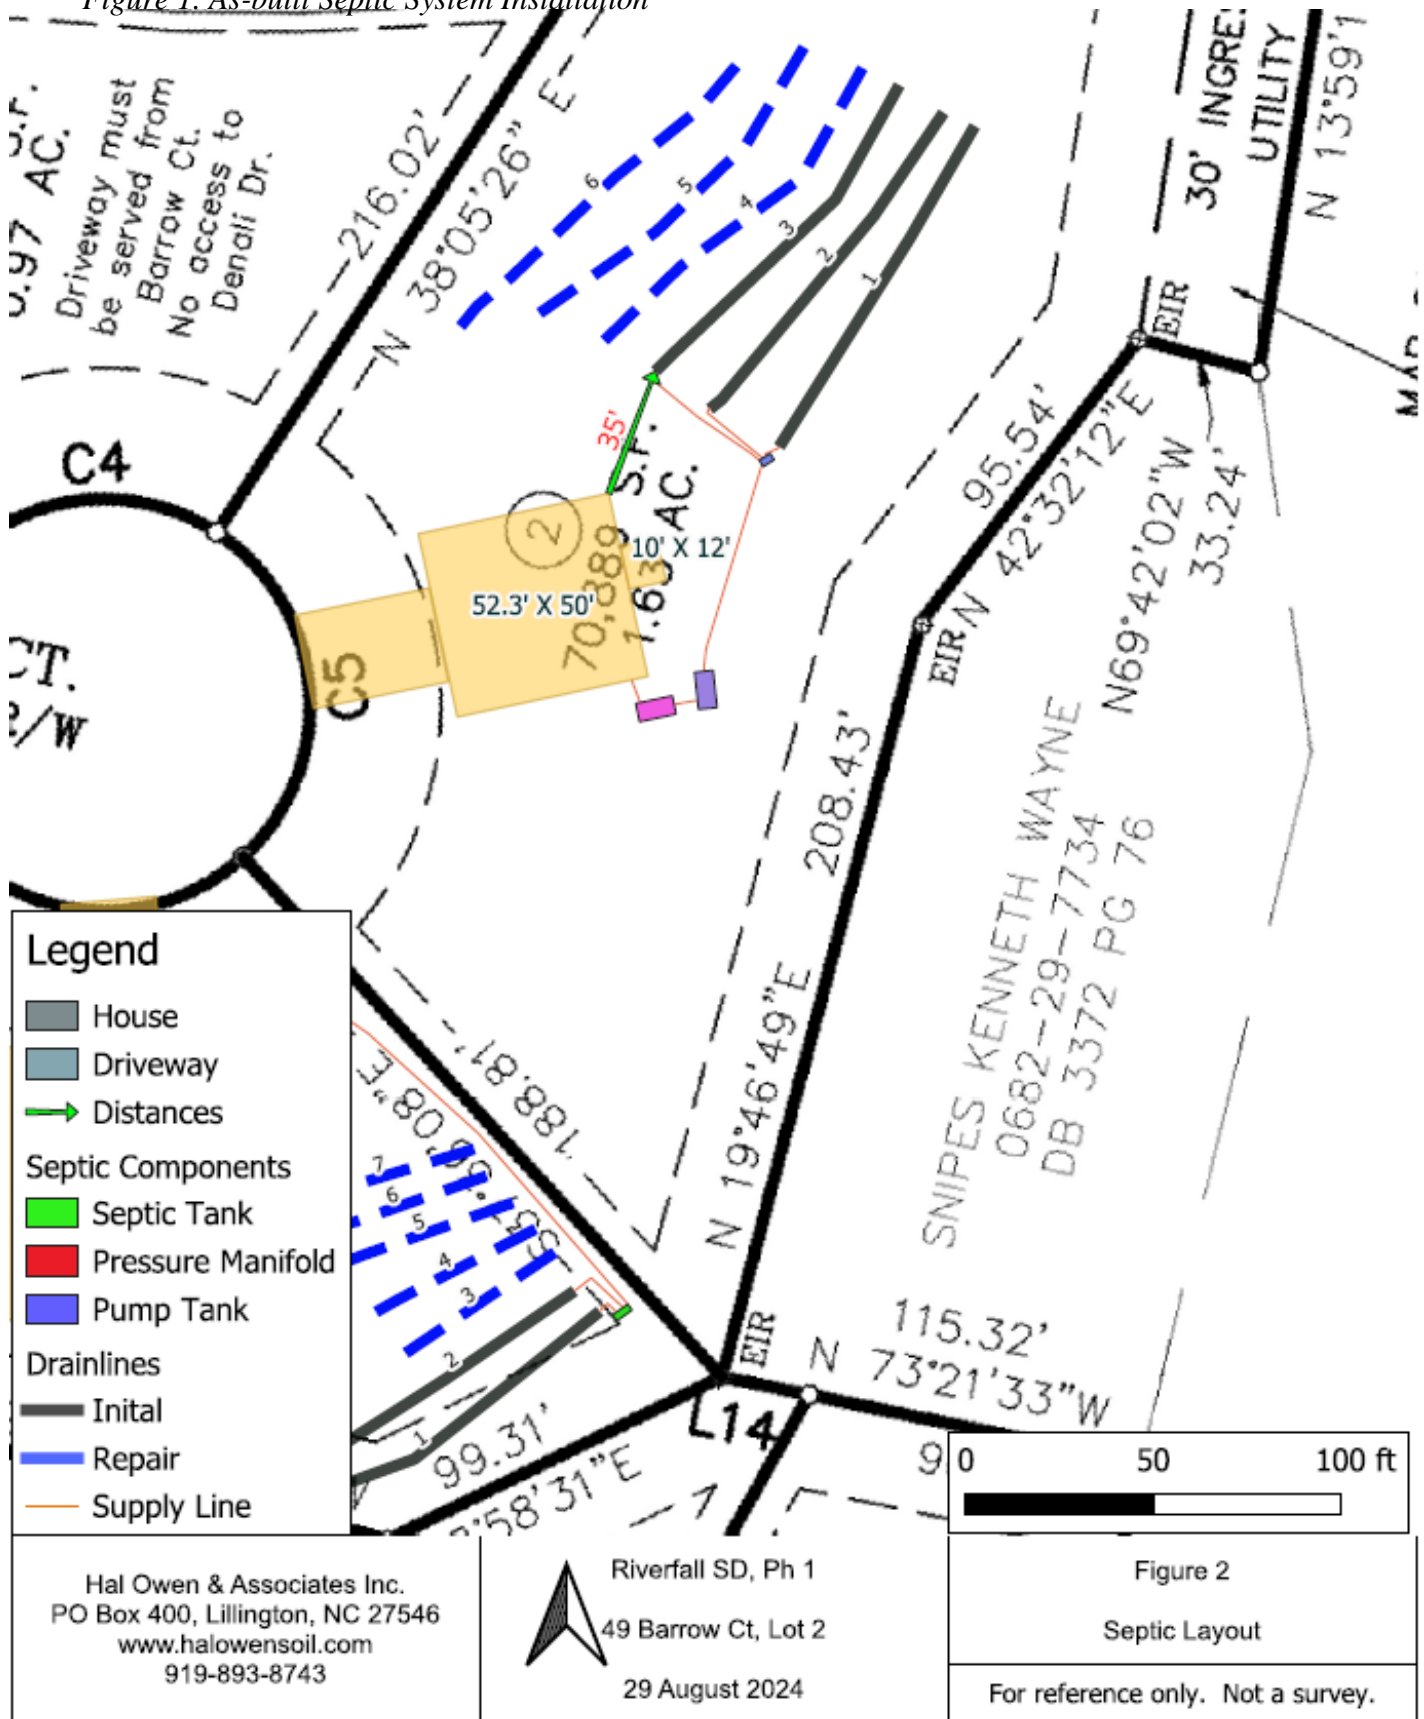 Figure 1. As-built Septic System Installation
AC.
Driveway must
be served from
Barrow Ct.
No access to
Denali Dr.
216.02'
N 38°05'26" E
6
5
4
3
2
1
30' INGRE
UTILITY
N 13°59'1
EIR
C4
35'
S.F.
AC.
2
10' X 12'
52.3' X 50'
70,889
1.63
95.54'
N 42°32'12"E
N69°42'02"W
33.24'
EIR
CT.
R/W
C5
208.43'
N 19°46'49"E
SNIPES KENNETH WAYNE
0682-29-7734
DB 3372 PG 76
188.81'
7
6
5
4
3
2
1
EIR
115.32'
N 73°21'33"W
L14
99.31'
58'31"E
9
Legend
House
Driveway
Distances
Septic Components
Septic Tank
Pressure Manifold
Pump Tank
Drainlines
Inital
Repair
Supply Line
0 50 100 ft
Hal Owen & Associates Inc.
PO Box 400, Lillington, NC 27546
www.halowensoil.com
919-893-8743
Riverfall SD, Ph 1
49 Barrow Ct, Lot 2
29 August 2024
Figure 2
Septic Layout
For reference only. Not a survey.